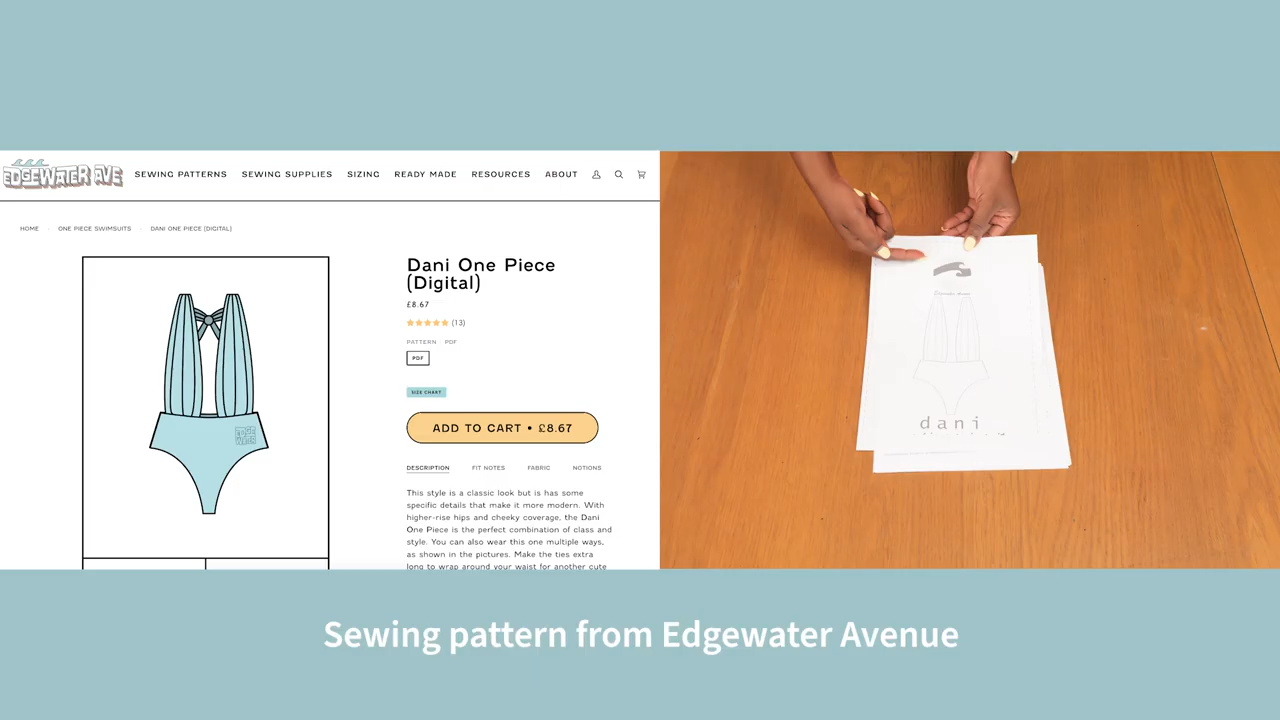 EDGEWATER AVE
SEWING PATTERNS SEWING SUPPLIES SIZING READY MADE RESOURCES ABOUT
HOME · ONE PIECE SWIMSUITS · DANI ONE PIECE (DIGITAL)
Dani One Piece
(Digital)
£8.67
(13)
PATTERN PDF
PDF
SIZE CHART
ADD TO CART • £8.67
DESCRIPTION FIT NOTES FABRIC NOTIONS
This style is a classic look but is has some
specific details that make it more modern. With
higher-rise hips and cheeky coverage, the Dani
One Piece is the perfect combination of class and
style. You can also wear this one multiple ways,
as shown in the pictures. Make the ties extra
long to wrap around your waist for another cute
EDGE
WATER
dani
Sewing pattern from Edgewater Avenue